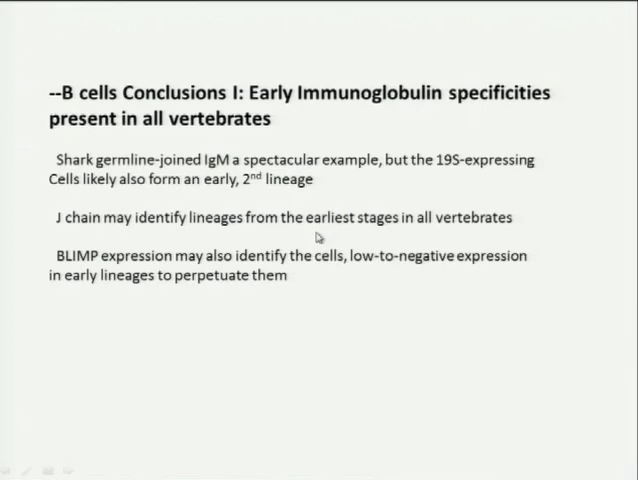 --B cells Conclusions I: Early Immunoglobulin specificities
present in all vertebrates
Shark germline-joined IgM a spectacular example, but the 19S-expressing
Cells likely also form an early, 2nd lineage
J chain may identify lineages from the earliest stages in all vertebrates
BLIMP expression may also identify the cells, low-to-negative expression
in early lineages to perpetuate them